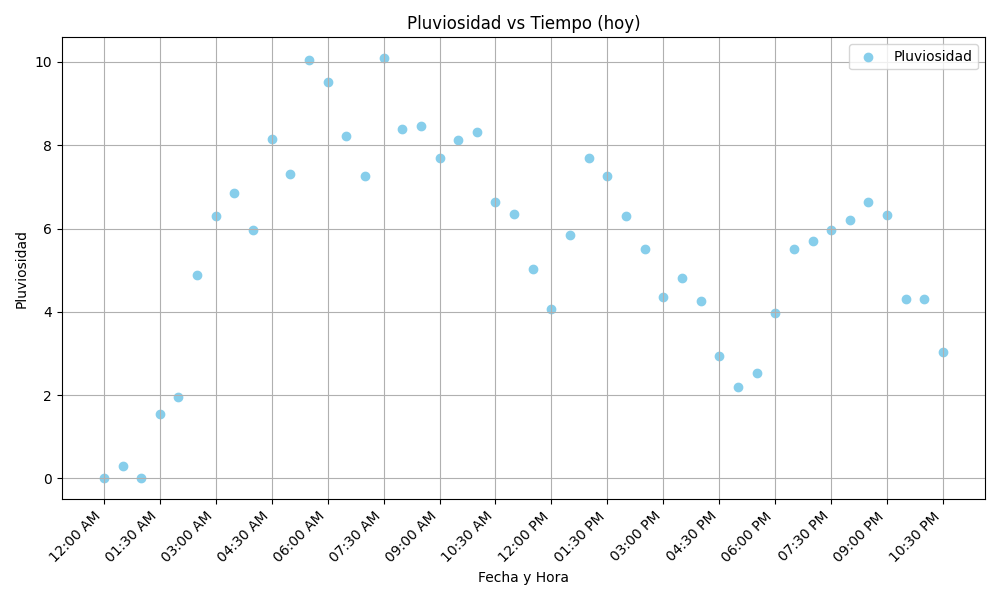 Pluviosidad vs Tiempo (hoy)
Pluviosidad
10
8
6
4
2
0
Pluviosidad
12:00 AM
01:30 AM
03:00 AM
04:30 AM
06:00 AM
07:30 AM
09:00 AM
10:30 AM
12:00 PM
01:30 PM
03:00 PM
04:30 PM
06:00 PM
07:30 PM
09:00 PM
10:30 PM
Fecha y Hora